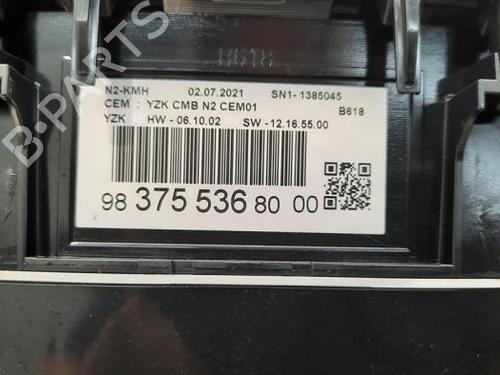 B618
N2-KMH 02.07.2021 SN1- 1385045
CEM : YZK CMB N2 CEM01 B618
YZK HW - 06.10.02 SW -12.16.55.00
98 375 536 80 00
B-PARTS